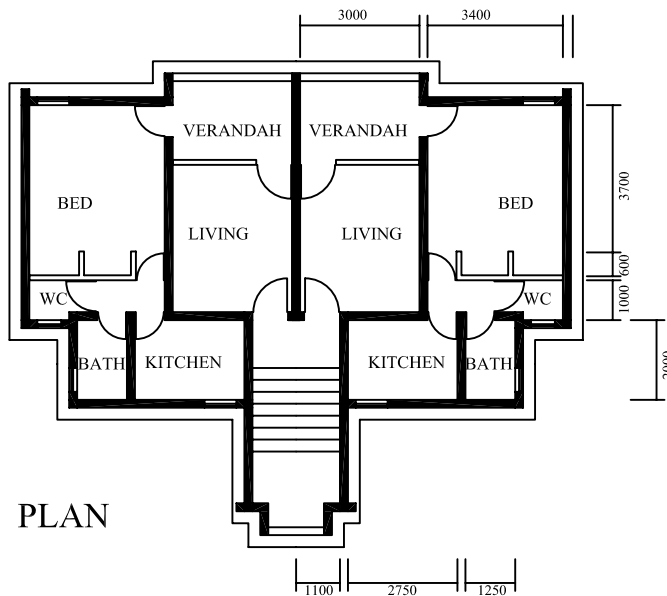 3000 3400
VERANDAH VERANDAH
3700
BED BED
LIVING LIVING
600
WC WC
1000
BATH KITCHEN KITCHEN BATH
PLAN
1100 2750 1250